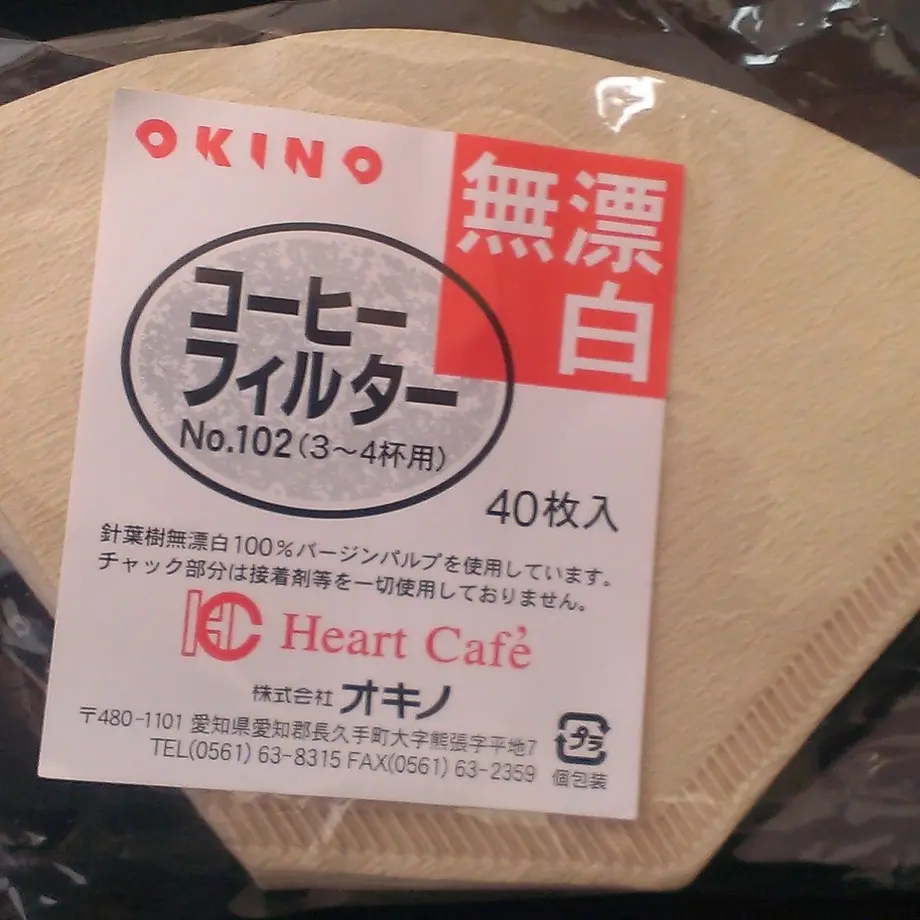 OKINO
無漂
白
コーヒー
フィルター
No.102(3〜4杯用)
40枚入
針葉樹無漂白100%バージンパルプを使用しています。
チャック部分は接着剤等を一切使用しておりません。
HC Heart Cafe'
株式会社 オキノ
〒480-1101 愛知県愛知郡長久手町大字熊張字平地7
TEL(0561) 63-8315 FAX(0561) 63-2359
プラ
個包装